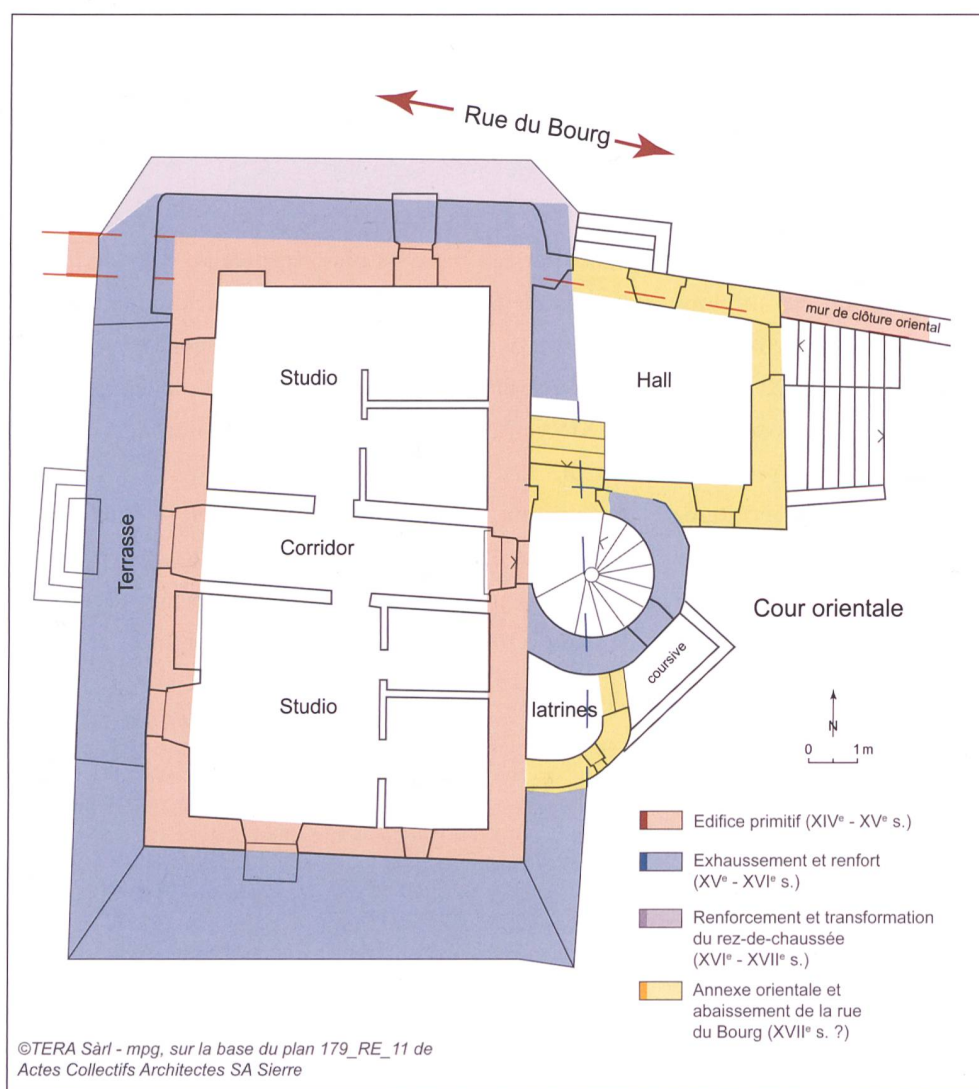 Rue du Bourg
mur de clôture oriental
Studio
Hall
Terrasse
Corridor
Cour orientale
coursive
Studio
latrines
N
0 1 m
Edifice primitif (XIVᵉ - XVᵉ s.)
Exhaussement et renfort
(XVᵉ - XVIᵉ s.)
Renforcement et transformation
du rez-de-chaussée
(XVIᵉ - XVIIᵉ s.)
Annexe orientale et
abaissement de la rue
du Bourg (XVIIᵉ s. ?)
©TERA Sàrl - mpg, sur la base du plan 179_RE_11 de
Actes Collectifs Architectes SA Sierre